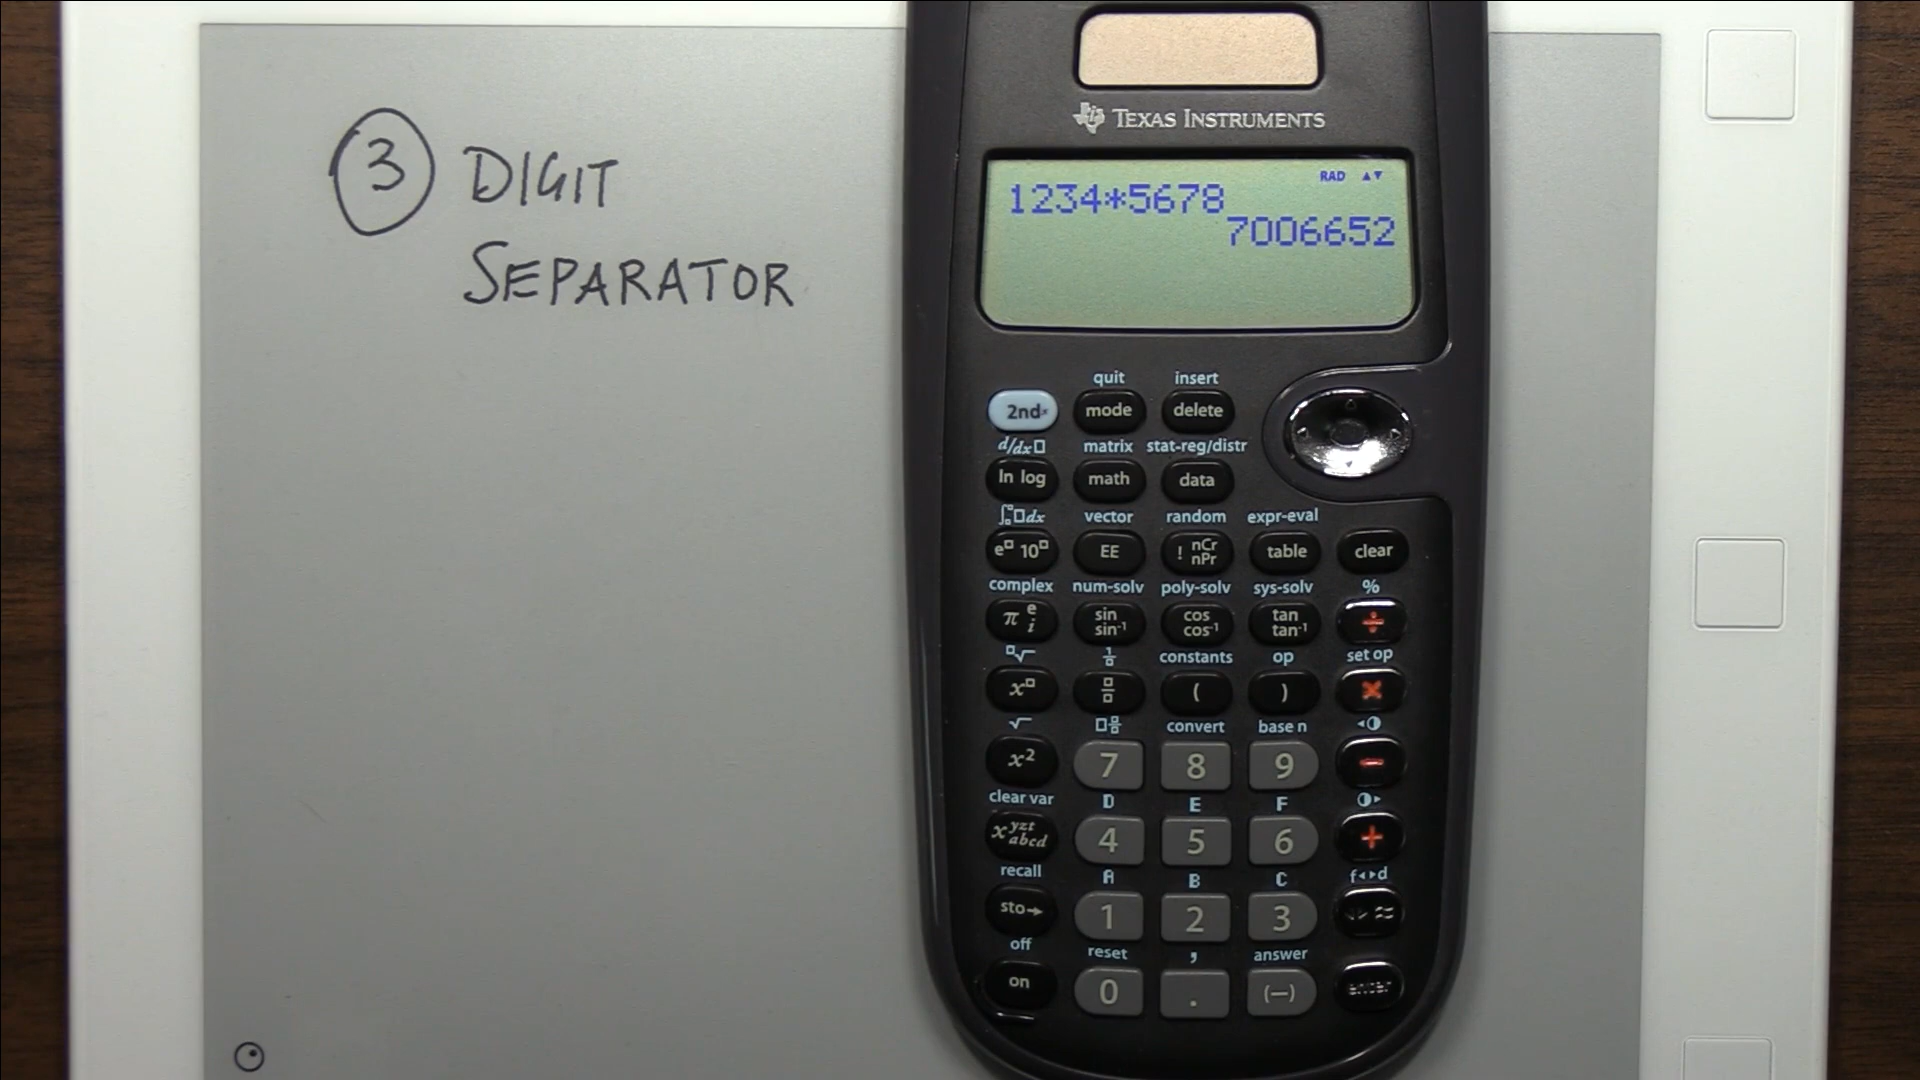 3 DIGIT
SEPARATOR
TEXAS INSTRUMENTS
RAD ▲▼
1234*5678
7006652
quit insert
2nd mode delete
d/dx□ matrix stat-reg/distr
ln log math data
∫□dx vector random expr-eval
e□ 10□ EE ! nCr nPr table clear
complex num-solv poly-solv sys-solv %
π e i sin sin-1 cos cos-1 tan tan-1 ÷
□√ 1/□ constants op set op
x□ □/□ ( ) ×
√ □□/□ convert base n ◂◑
x² 7 8 9 −
clear var D E F ◑▸
x yzt abcd 4 5 6 +
recall A B C f◂▸d
sto→ 1 2 3 ◂▸ ≈
off reset , answer
on 0 . (−) enter